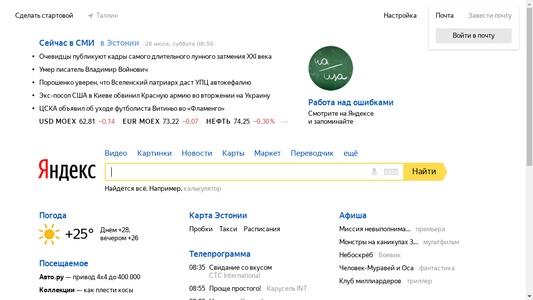 Сделать стартовой
Таллин
Настройка
Почта
Завести почту
Войти в почту
Сейчас в СМИ в Эстонии 28 июля, суббота 08:56
Очевидцы публикуют кадры самого длительного лунного затмения XXI века
Умер писатель Владимир Войнович
Порошенко уверен, что Вселенский патриарх даст УПЦ автокефалию
Экс-посол США в Киеве обвинил Красную армию во вторжении на Украину
ЦСКА объявил об уходе футболиста Витиньо во «Фламенго»
USD MOEX 62,81 −0,14 EUR MOEX 73,22 −0,07 НЕФТЬ 74,25 −0,30% ···
Работа над ошибками
Смотрите на Яндексе
и запоминайте
Видео Картинки Новости Карты Маркет Переводчик ещё
Яндекс
Найти
Найдётся всё. Например, калькулятор
Погода
+25°
Днём +28,
вечером +26
Посещаемое
Авто.ру — привод 4х4 до 400 000
Коллекции — как плести косы
Карта Эстонии
Пробки Такси Расписания
Телепрограмма
08:35 Свидание со вкусом
СТС International
08:55 Проще простого! Карусель INT
Афиша
Миссия невыполнима... премьера
Монстры на каникулах 3... мультфильм
Небоскрёб боевик
Человек-Муравей и Оса фантастика
Клуб миллиардеров триллер